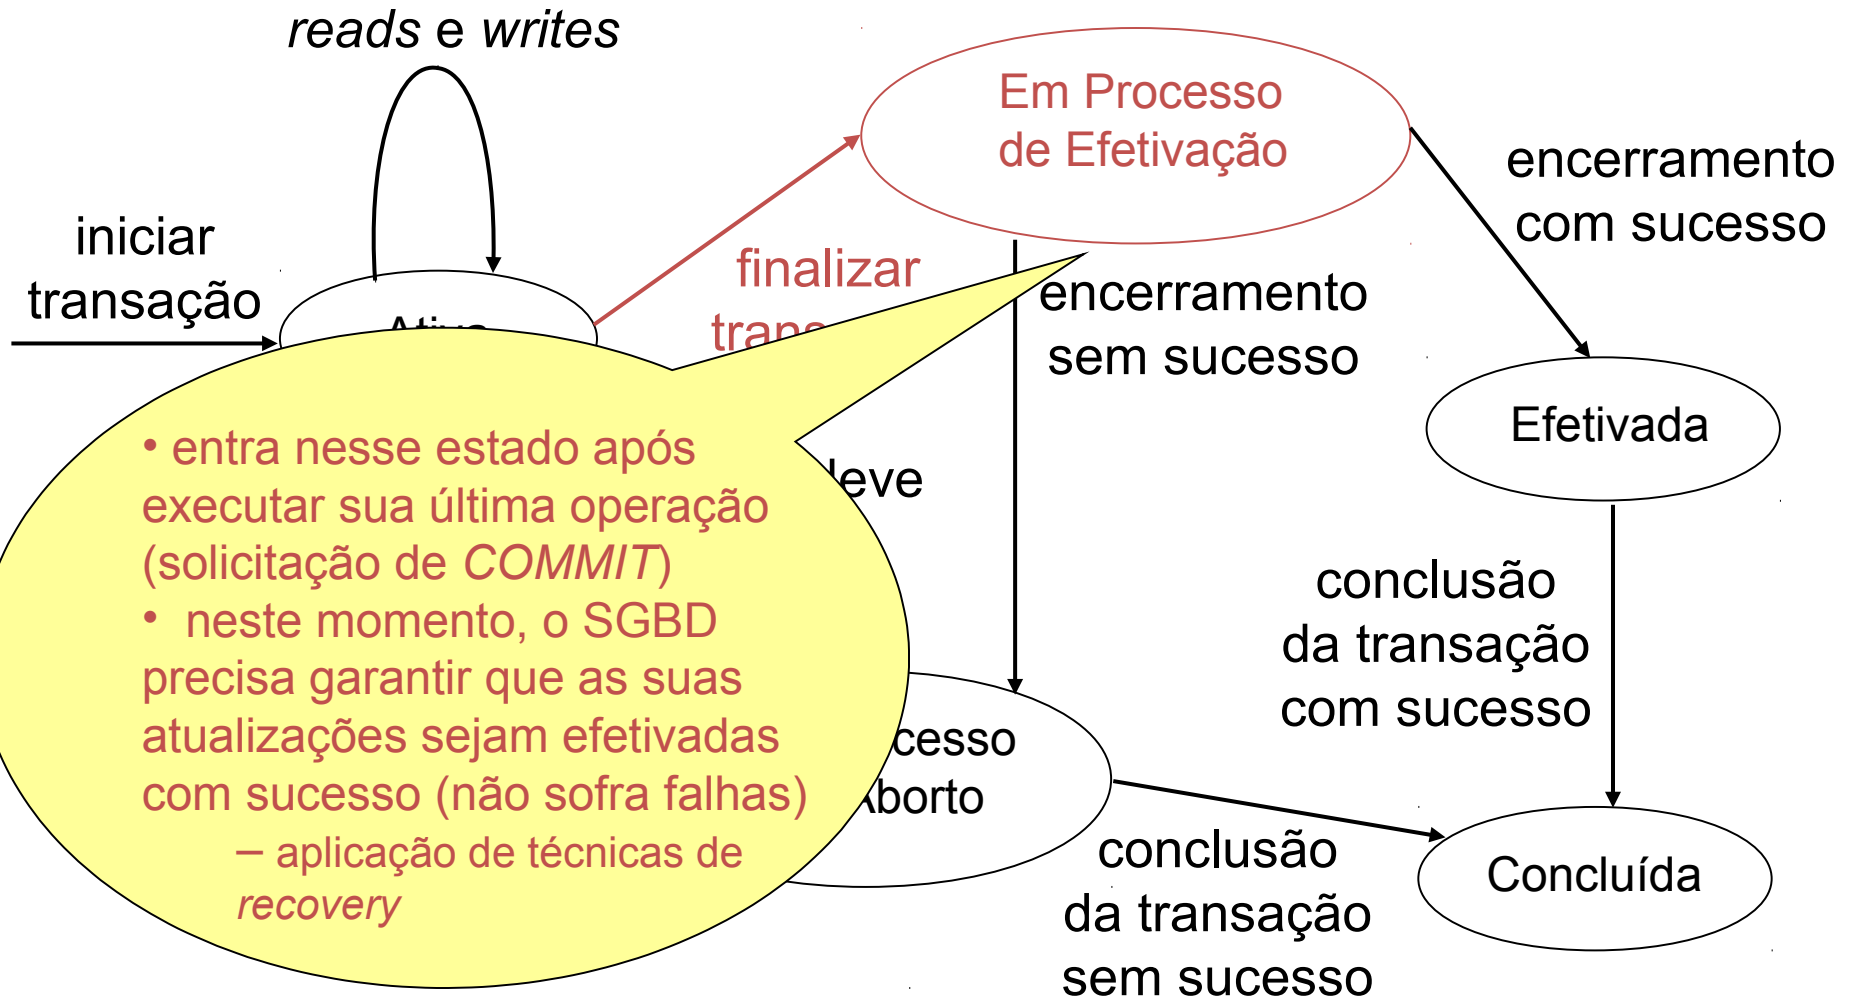 reads e writes
Em Processo
de Efetivação
encerramento
com sucesso
iniciar
transação
finalizar
encerramento
sem sucesso
Efetivada
• entra nesse estado após
executar sua última operação
(solicitação de COMMIT)
• neste momento, o SGBD
precisa garantir que as suas
atualizações sejam efetivadas
com sucesso (não sofra falhas)
– aplicação de técnicas de
recovery
conclusão
da transação
com sucesso
conclusão
da transação
sem sucesso
Concluída